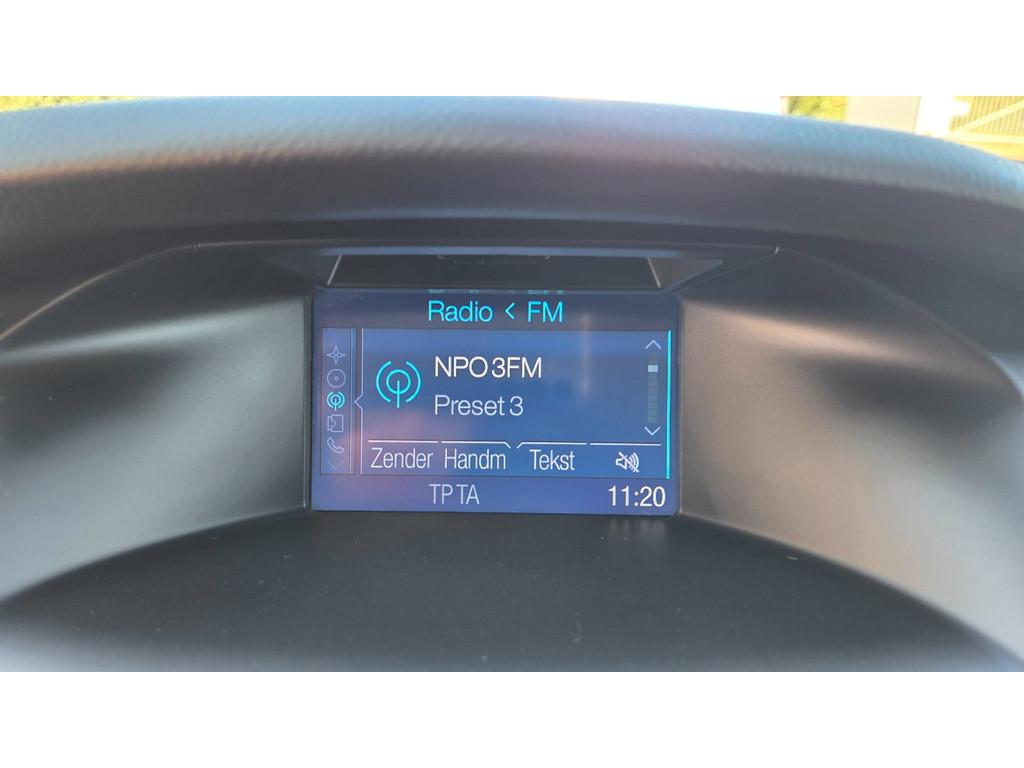 Radio < FM
NPO 3FM
Preset 3
Zender Handm Tekst
TP TA 11:20